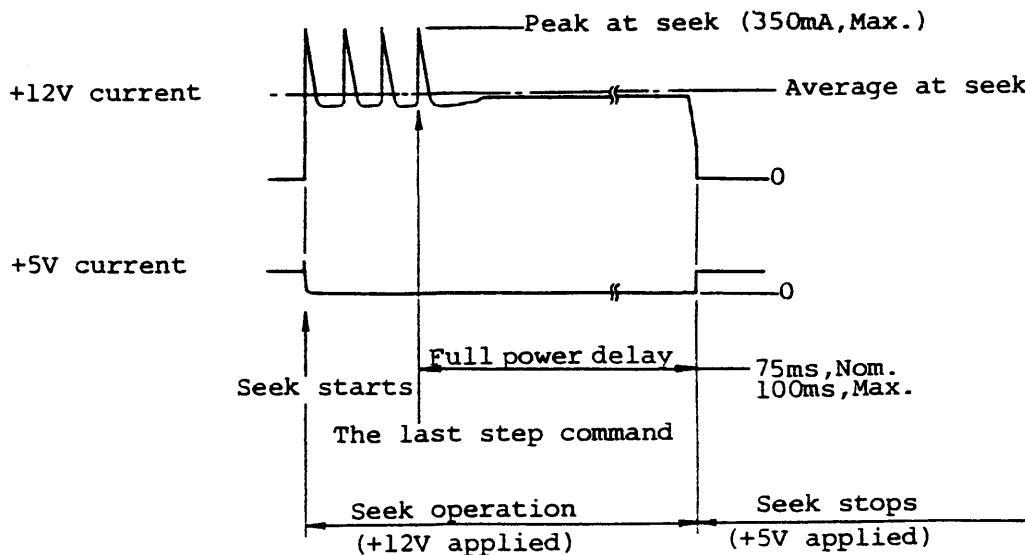 Peak at seek (350mA,Max.)
+12V current
Average at seek
0
+5V current
0
Full power delay
75ms,Nom.
100ms,Max.
Seek starts
The last step command
Seek operation
(+12V applied)
Seek stops
(+5V applied)